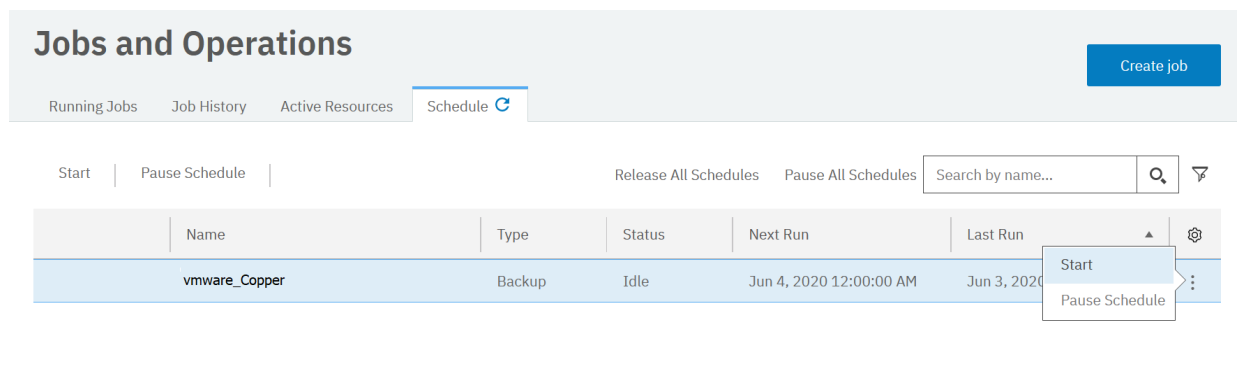 Jobs and Operations
Create job
Running Jobs Job History Active Resources Schedule
Start Pause Schedule Release All Schedules Pause All Schedules Search by name...
Name Type Status Next Run Last Run
vmware_Copper Backup Idle Jun 4, 2020 12:00:00 AM Jun 3, 2020
Start
Pause Schedule